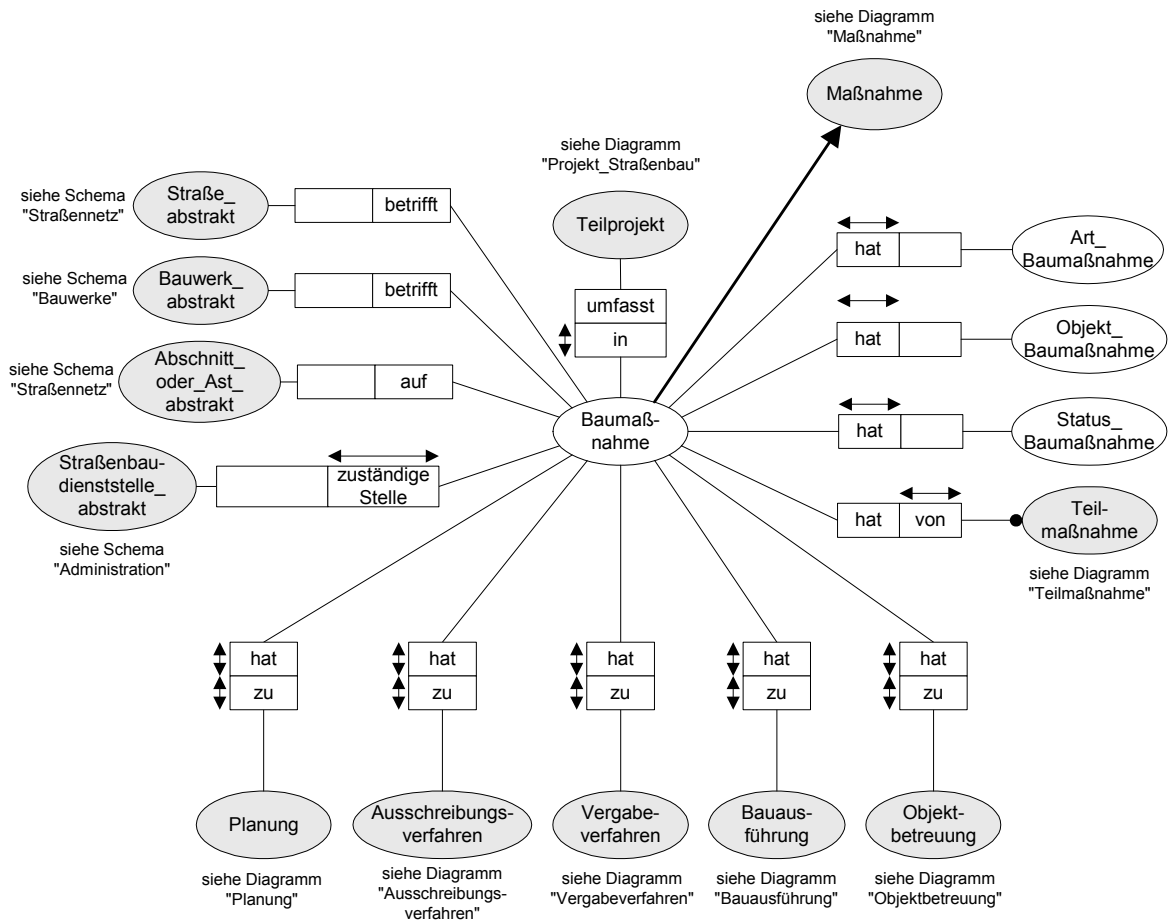 siehe Diagramm
"Maßnahme"
Maßnahme
siehe Diagramm
"Projekt_Straßenbau"
Teilprojekt
umfasst
in
siehe Schema
"Straßennetz"
Straße_
abstrakt
betrifft
siehe Schema
"Bauwerke"
Bauwerk_
abstrakt
betrifft
siehe Schema
"Straßennetz"
Abschnitt_
oder_Ast_
abstrakt
auf
Straßenbau-
dienststelle_
abstrakt
zuständige
Stelle
siehe Schema
"Administration"
Baumaß-
nahme
hat
Art_
Baumaßnahme
hat
Objekt_
Baumaßnahme
hat
Status_
Baumaßnahme
hat
von
Teil-
maßnahme
siehe Diagramm
"Teilmaßnahme"
hat
zu
Planung
siehe Diagramm
"Planung"
hat
zu
Ausschreibungs-
verfahren
siehe Diagramm
"Ausschreibungs-
verfahren"
hat
zu
Vergabe-
verfahren
siehe Diagramm
"Vergabeverfahren"
hat
zu
Bauaus-
führung
siehe Diagramm
"Bauausführung"
hat
zu
Objekt-
betreuung
siehe Diagramm
"Objektbetreuung"